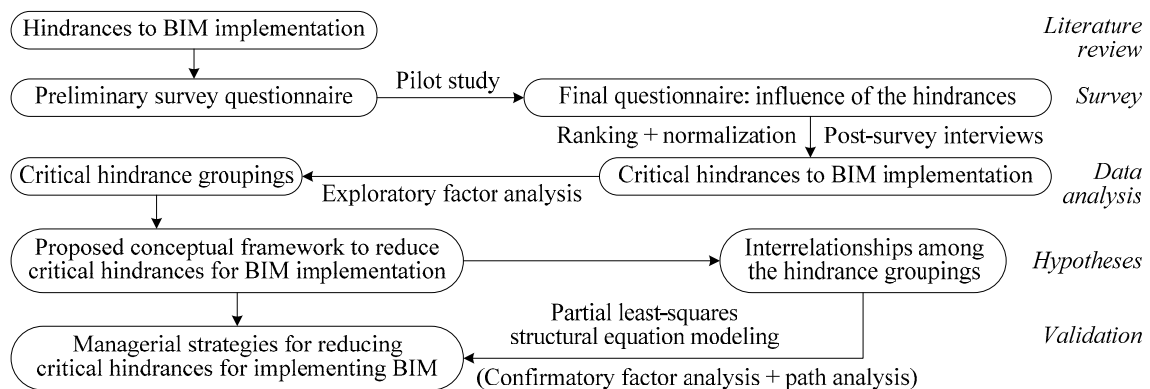 Hindrances to BIM implementation
Literature
review
Preliminary survey questionnaire
Pilot study
Final questionnaire: influence of the hindrances
Survey
Ranking + normalization
Post-survey interviews
Critical hindrance groupings
Exploratory factor analysis
Critical hindrances to BIM implementation
Data
analysis
Proposed conceptual framework to reduce
critical hindrances for BIM implementation
Interrelationships among
the hindrance groupings
Hypotheses
Partial least-squares
structural equation modeling
Managerial strategies for reducing
critical hindrances for implementing BIM
(Confirmatory factor analysis + path analysis)
Validation